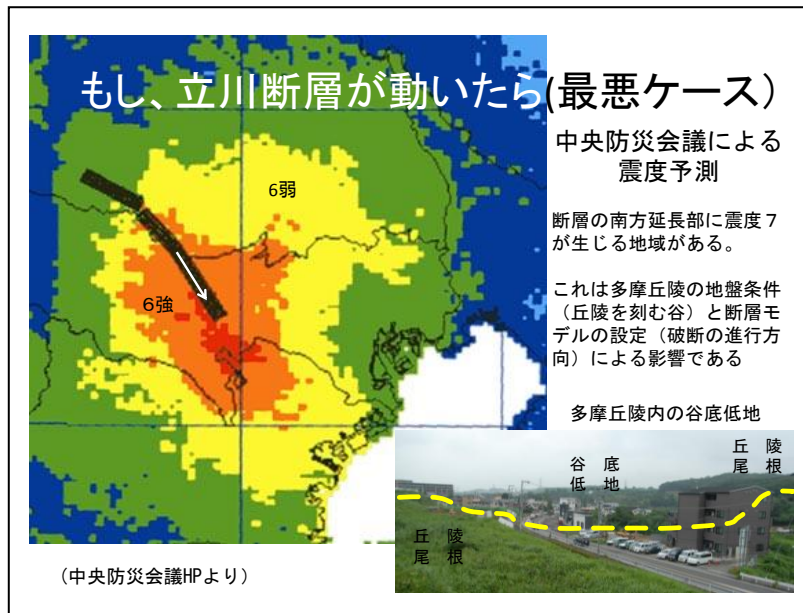 もし、立川断層が動いたら(最悪ケース）
中央防災会議による
震度予測
6弱
6強
断層の南方延長部に震度７
が生じる地域がある。
これは多摩丘陵の地盤条件
（丘陵を刻む谷）と断層モ
デルの設定（破断の進行方
向）による影響である
多摩丘陵内の谷底低地
丘陵
尾根
谷底
低地
丘陵
尾根
（中央防災会議HPより）